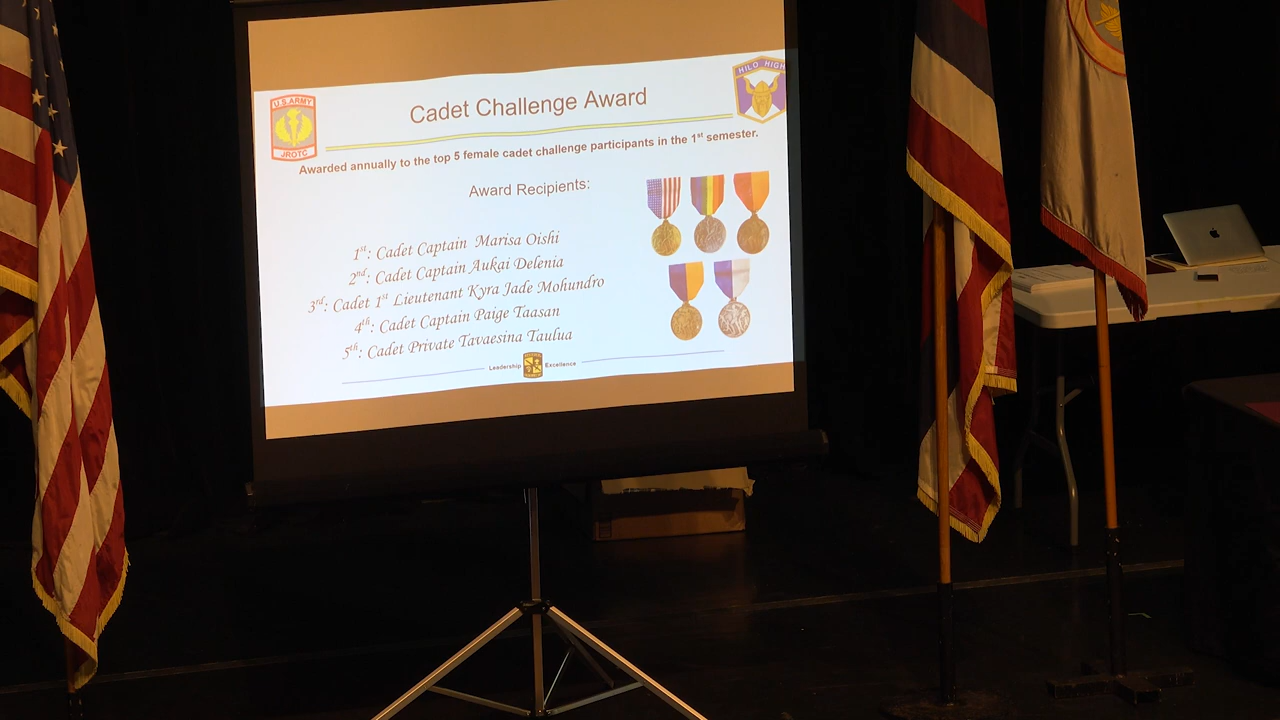 U.S. ARMY
JROTC
Cadet Challenge Award
HILO HIGH
Awarded annually to the top 5 female cadet challenge participants in the 1st semester.
Award Recipients:
1st: Cadet Captain Marisa Oishi
2nd: Cadet Captain Aukai Delenia
3rd: Cadet 1st Lieutenant Kyra Jade Mohundro
4th: Cadet Captain Paige Taasan
5th: Cadet Private Tavaesina Taulua
Leadership Excellence